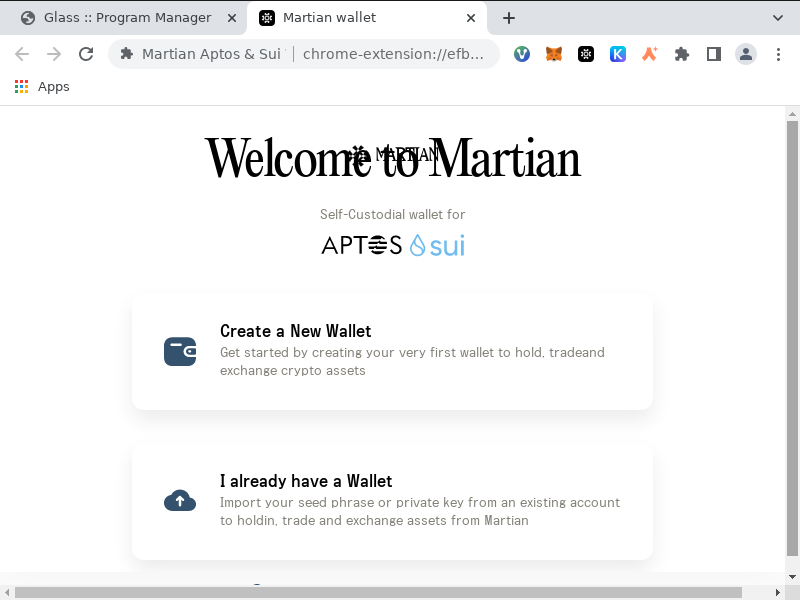 Glass :: Program Manager
Martian wallet
Martian Aptos & Sui
chrome-extension://efb...
Apps
MARTIAN
Welcome to Martian
Self-Custodial wallet for
APTOS sui
Create a New Wallet
Get started by creating your very first wallet to hold, tradeand
exchange crypto assets
I already have a Wallet
Import your seed phrase or private key from an existing account
to holdin, trade and exchange assets from Martian